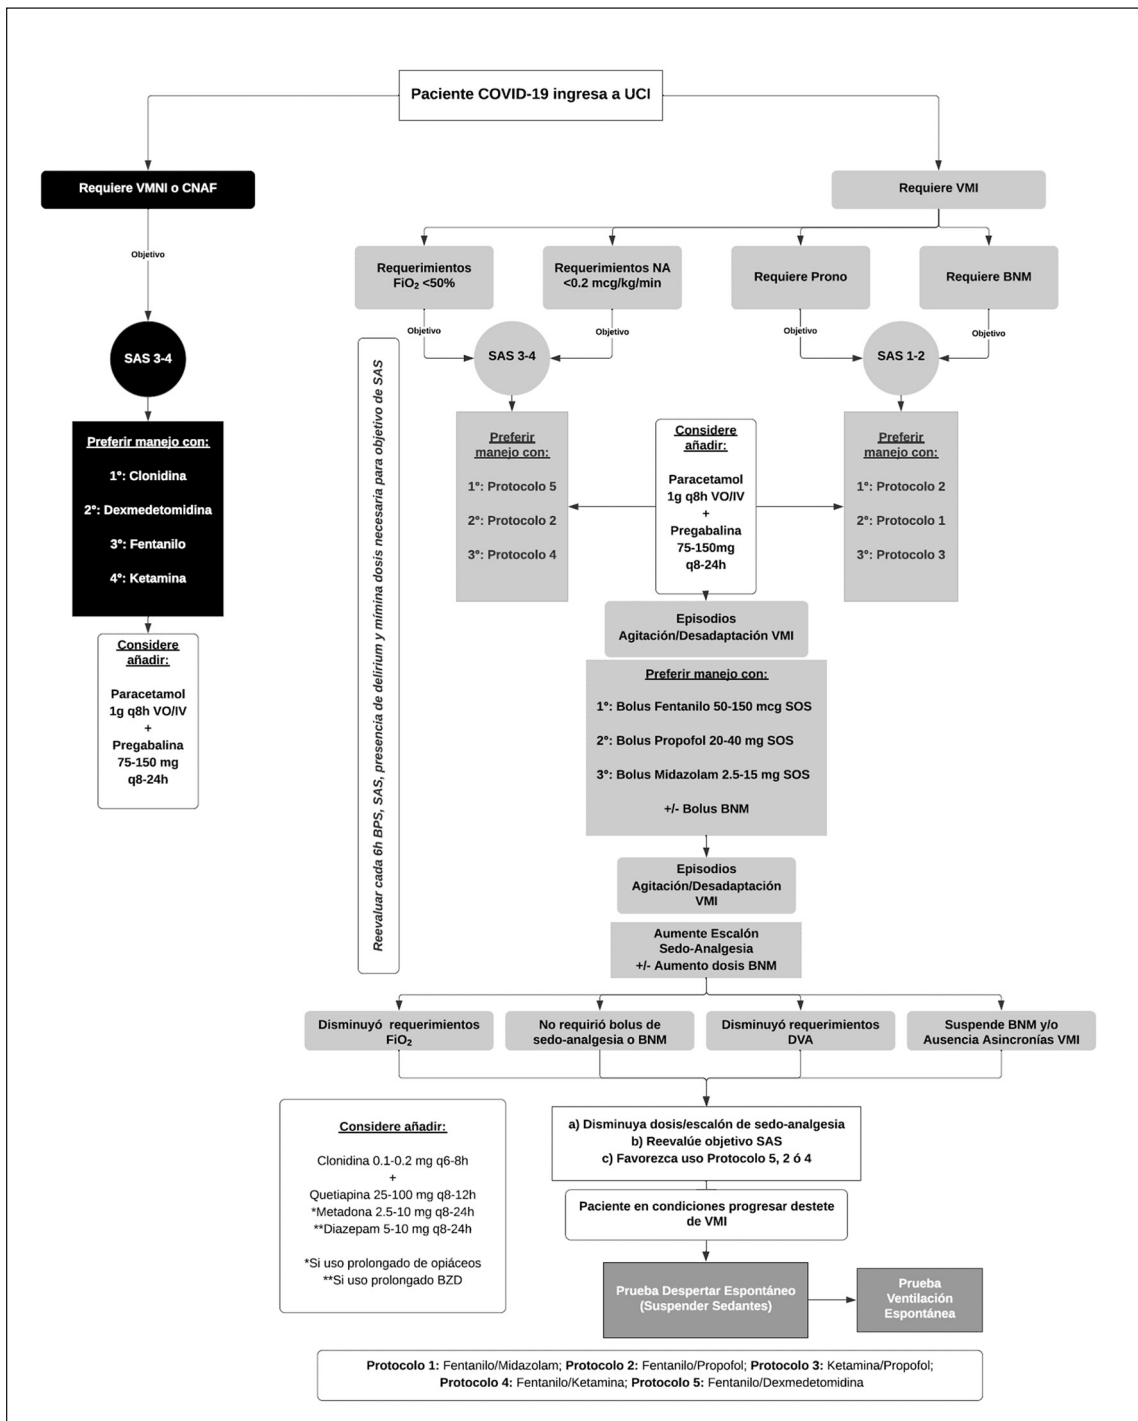 Paciente COVID-19 ingresa a UCI
Requiere VMNI o CNAF
Requiere VMI
Objetivo
Requerimientos
FiO₂ <50%
Requerimientos NA
<0.2 mcg/kg/min
Requiere Prono
Requiere BNM
Objetivo
Objetivo
Objetivo
Objetivo
SAS 3-4
SAS 3-4
SAS 1-2
Reevaluar cada 6h BPS, SAS, presencia de delirium y mímina dosis necesaria para objetivo de SAS
Preferir manejo con:
1°: Clonidina
2°: Dexmedetomidina
3°: Fentanilo
4°: Ketamina
Considere
añadir:
Paracetamol
1g q8h VO/IV
+
Pregabalina
75-150 mg
q8-24h
Preferir
manejo con:
1°: Protocolo 5
2°: Protocolo 2
3°: Protocolo 4
Considere
añadir:
Paracetamol
1g q8h VO/IV
+
Pregabalina
75-150mg
q8-24h
Preferir
manejo con:
1°: Protocolo 2
2°: Protocolo 1
3°: Protocolo 3
Episodios
Agitación/Desadaptación VMI
Preferir manejo con:
1°: Bolus Fentanilo 50-150 mcg SOS
2°: Bolus Propofol 20-40 mg SOS
3°: Bolus Midazolam 2.5-15 mg SOS
+/- Bolus BNM
Episodios
Agitación/Desadaptación
VMI
Aumente Escalón
Sedo-Analgesia
+/- Aumento dosis BNM
Disminuyó requerimientos
FiO₂
No requirió bolus de
sedo-analgesia o BNM
Disminuyó requerimientos
DVA
Suspende BNM y/o
Ausencia Asincronías VMI
Considere añadir:
Clonidina 0.1-0.2 mg q6-8h
+
Quetiapina 25-100 mg q8-12h
*Metadona 2.5-10 mg q8-24h
**Diazepam 5-10 mg q8-24h
*Si uso prolongado de opiáceos
**Si uso prolongado BZD
a) Disminuya dosis/escalón de sedo-analgesia
b) Reevalúe objetivo SAS
c) Favorezca uso Protocolo 5, 2 ó 4
Paciente en condiciones progresar destete
de VMI
Prueba Despertar Espontáneo
(Suspender Sedantes)
Prueba
Ventilación
Espontánea
Protocolo 1: Fentanilo/Midazolam; Protocolo 2: Fentanilo/Propofol; Protocolo 3: Ketamina/Propofol;
Protocolo 4: Fentanilo/Ketamina; Protocolo 5: Fentanilo/Dexmedetomidina